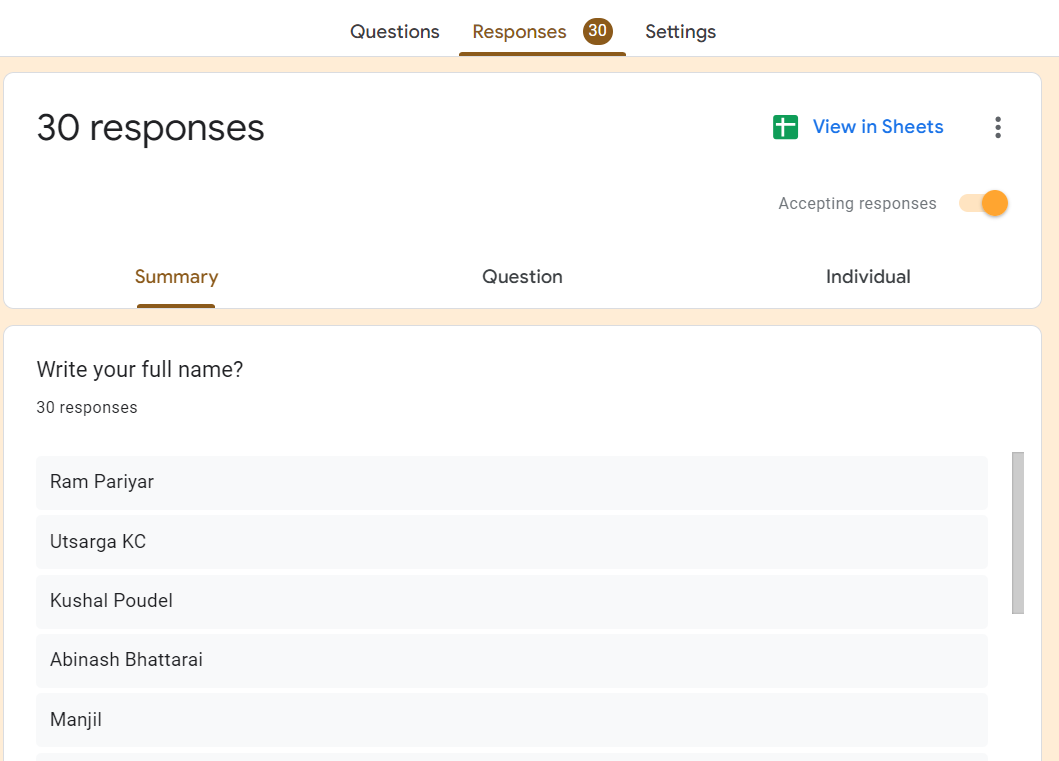 Questions Responses 30 Settings
30 responses
View in Sheets
Accepting responses
Summary Question Individual
Write your full name?
30 responses
Ram Pariyar
Utsarga KC
Kushal Poudel
Abinash Bhattarai
Manjil